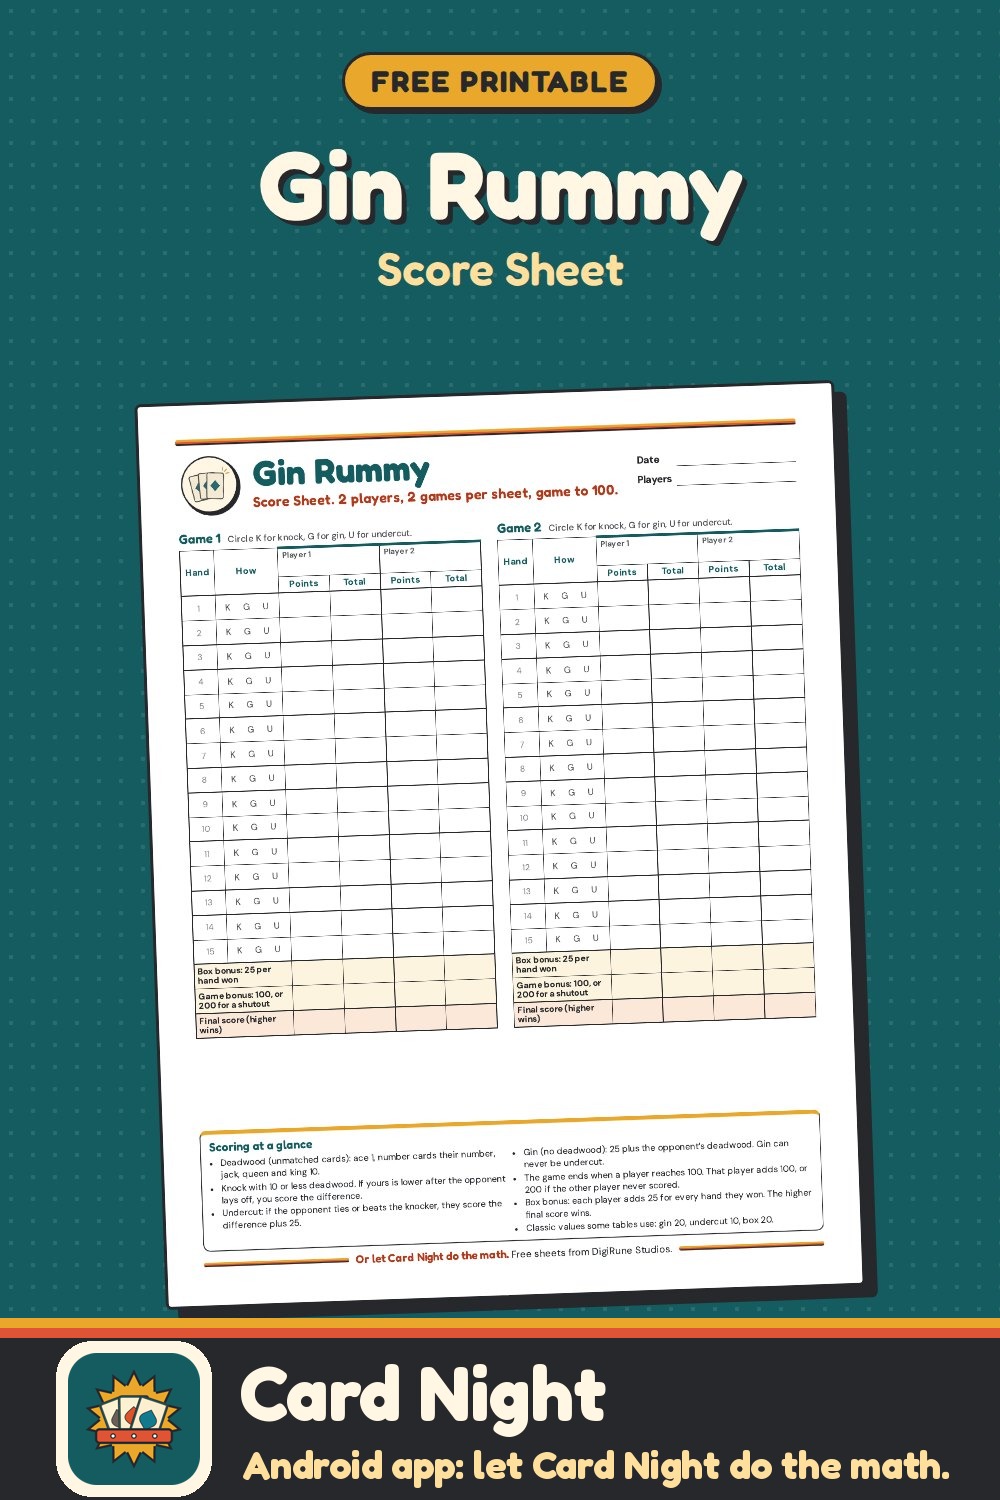 FREE PRINTABLE
Gin Rummy
Score Sheet
Gin Rummy
Score Sheet. 2 players, 2 games per sheet, game to 100.
Date
Players
Game 1 Circle K for knock, G for gin, U for undercut.
Hand How Player 1 Player 2
Points Total Points Total
1 K G U
2 K G U
3 K G U
4 K G U
5 K G U
6 K G U
7 K G U
8 K G U
9 K G U
10 K G U
11 K G U
12 K G U
13 K G U
14 K G U
15 K G U
Box bonus: 25 per
hand won
Game bonus: 100, or
200 for a shutout
Final score (higher
wins)
Game 2 Circle K for knock, G for gin, U for undercut.
Hand How Player 1 Player 2
Points Total Points Total
1 K G U
2 K G U
3 K G U
4 K G U
5 K G U
6 K G U
7 K G U
8 K G U
9 K G U
10 K G U
11 K G U
12 K G U
13 K G U
14 K G U
15 K G U
Box bonus: 25 per
hand won
Game bonus: 100, or
200 for a shutout
Final score (higher
wins)
Scoring at a glance
• Deadwood (unmatched cards): ace 1, number cards their number,
jack, queen and king 10.
• Knock with 10 or less deadwood. If yours is lower after the opponent
lays off, you score the difference.
• Undercut: if the opponent ties or beats the knocker, they score the
difference plus 25.
• Gin (no deadwood): 25 plus the opponent's deadwood. Gin can
never be undercut.
• The game ends when a player reaches 100. That player adds 100, or
200 if the other player never scored.
• Box bonus: each player adds 25 for every hand they won. The higher
final score wins.
• Classic values some tables use: gin 20, undercut 10, box 20.
Or let Card Night do the math. Free sheets from DigiRune Studios.
Card Night
Android app: let Card Night do the math.